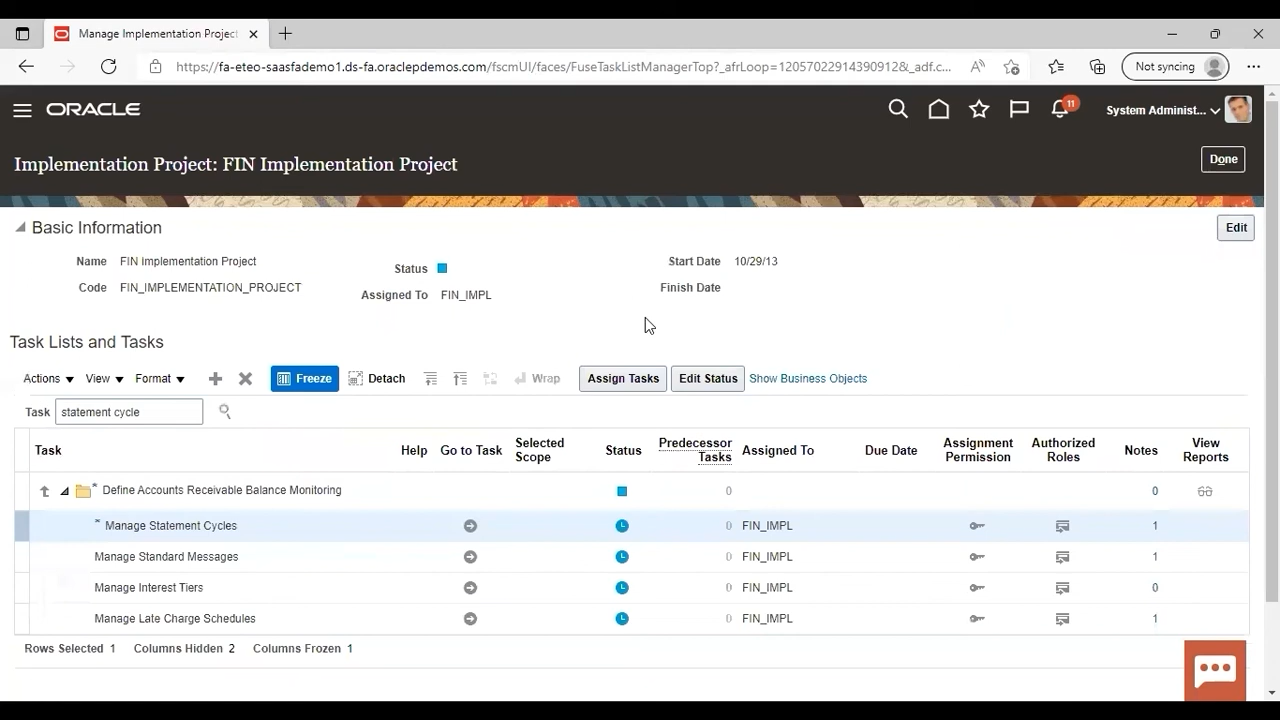 Manage Implementation Project
https://fa-eteo-saasfademo1.ds-fa.oraclepdemos.com/fscmUI/faces/FuseTaskListManagerTop?_afrLoop=12057022914390912&_adf.c...
Not syncing
ORACLE
11
System Administ...
Implementation Project: FIN Implementation Project
Done
Basic Information
Edit
Name FIN Implementation Project
Status
Start Date 10/29/13
Code FIN_IMPLEMENTATION_PROJECT
Assigned To FIN_IMPL
Finish Date
Task Lists and Tasks
Actions View Format Freeze Detach Wrap Assign Tasks Edit Status Show Business Objects
Task statement cycle
Task Help Go to Task Selected Scope Status Predecessor Tasks Assigned To Due Date Assignment Permission Authorized Roles Notes View Reports
* Define Accounts Receivable Balance Monitoring 0 0
* Manage Statement Cycles 0 FIN_IMPL 1
Manage Standard Messages 0 FIN_IMPL 1
Manage Interest Tiers 0 FIN_IMPL 0
Manage Late Charge Schedules 0 FIN_IMPL 1
Rows Selected 1 Columns Hidden 2 Columns Frozen 1